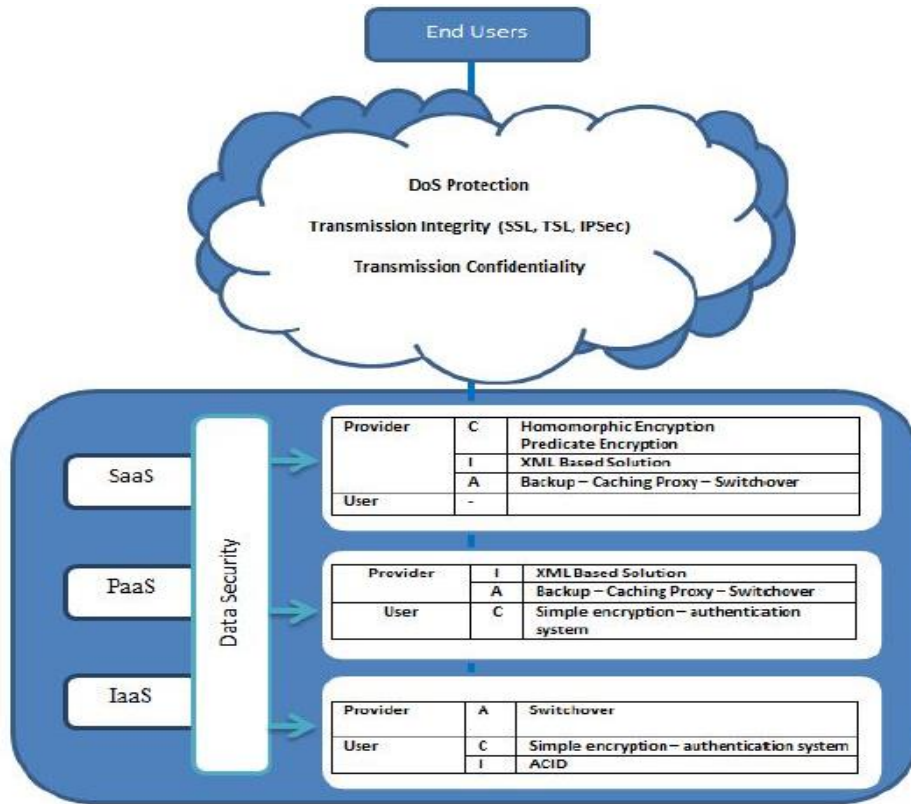 End Users
DoS Protection
Transmission Integrity (SSL, TSL, IPSec)
Transmission Confidentiality
SaaS
PaaS
IaaS
Data Security
Provider C Homomorphic Encryption
Predicate Encryption
I XML Based Solution
A Backup – Caching Proxy – Switchover
User -
Provider I XML Based Solution
A Backup – Caching Proxy – Switchover
User C Simple encryption – authentication
system
Provider A Switchover
User C Simple encryption – authentication system
I ACID